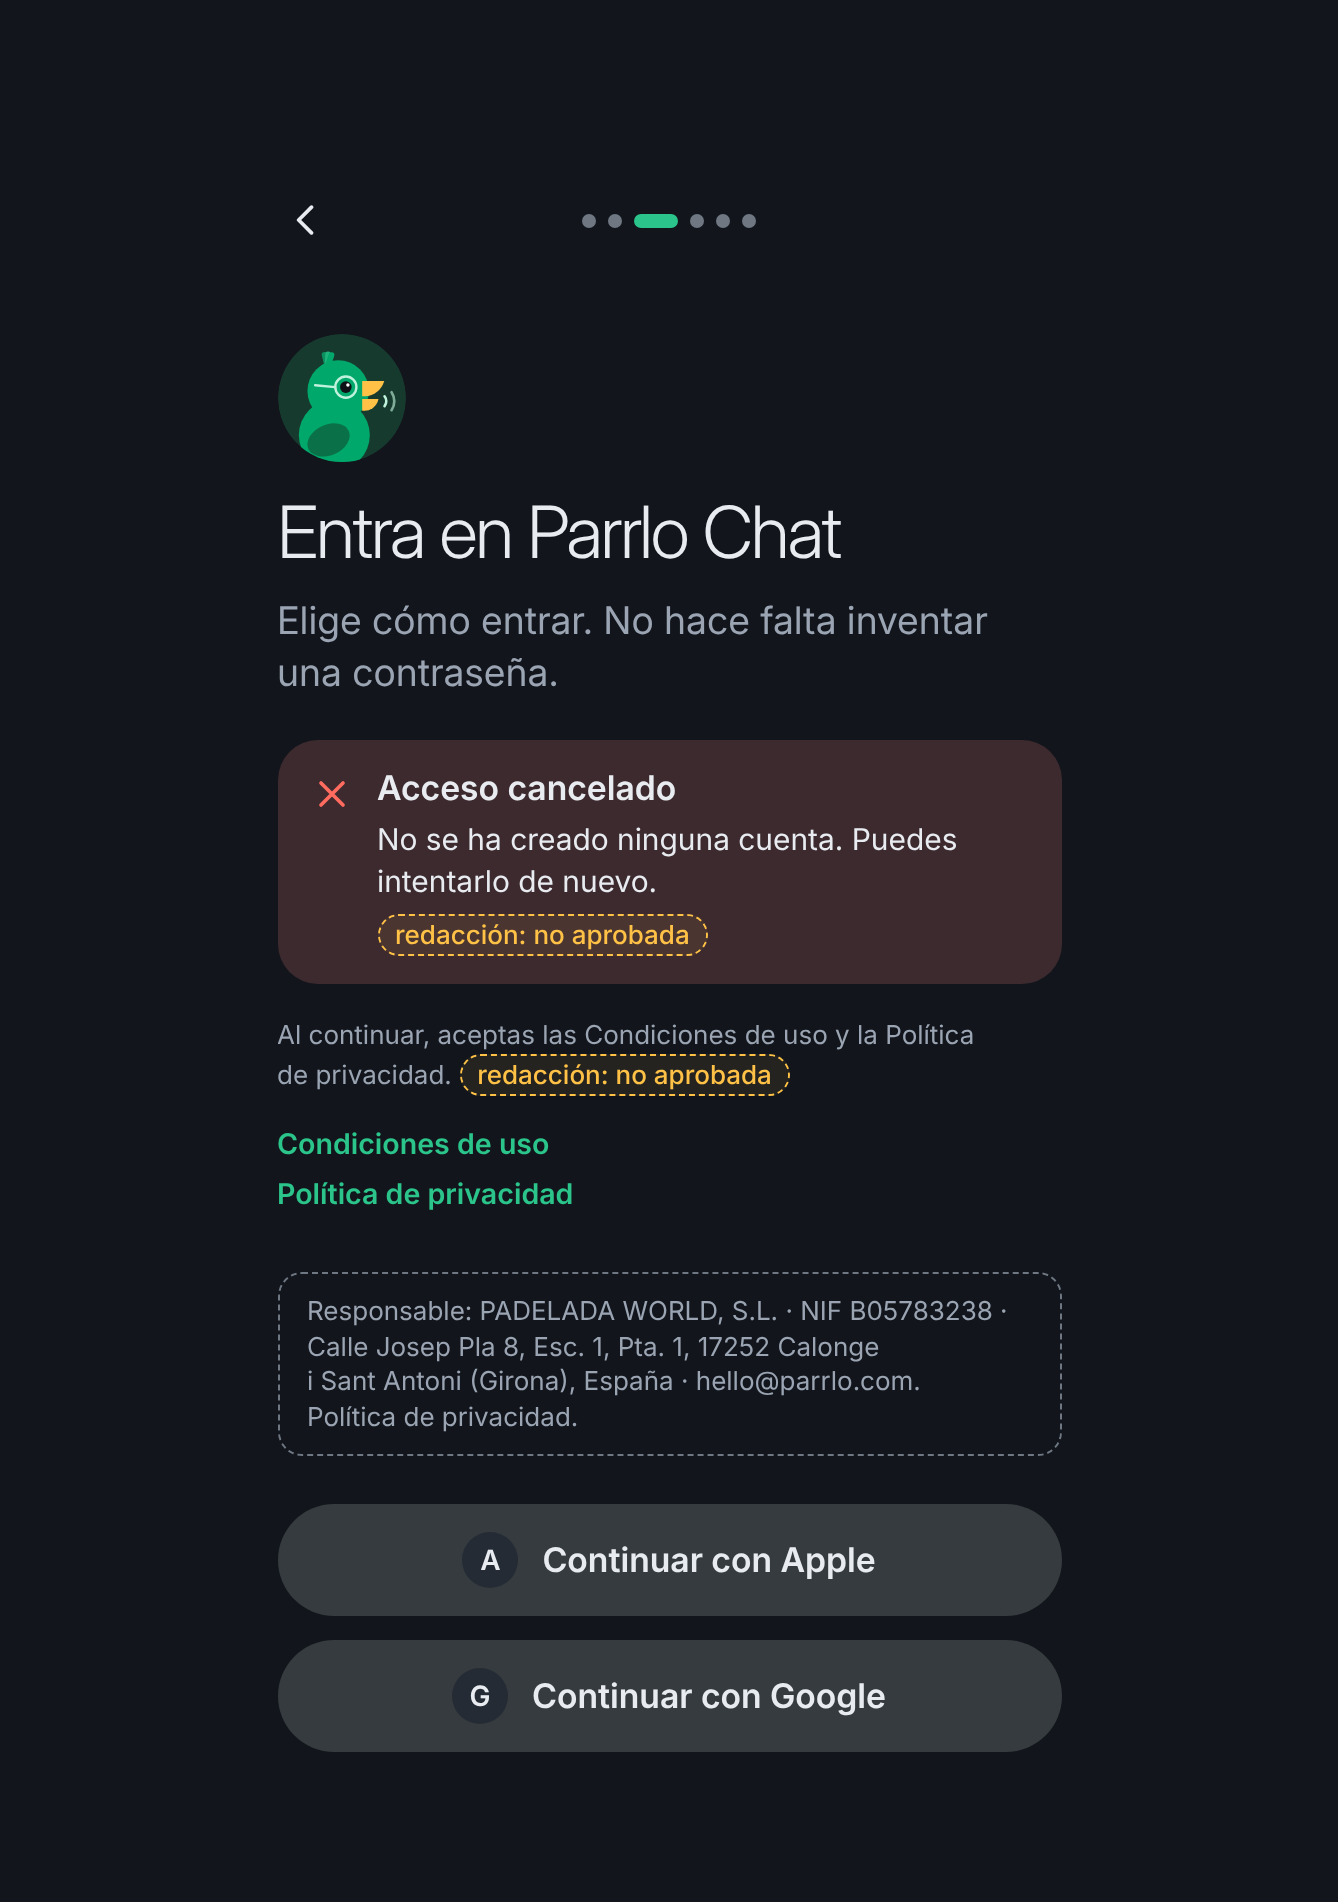 Entra en Parrlo Chat
Elige cómo entrar. No hace falta inventar
una contraseña.
Acceso cancelado
No se ha creado ninguna cuenta. Puedes
intentarlo de nuevo.
redacción: no aprobada
Al continuar, aceptas las Condiciones de uso y la Política
de privacidad. redacción: no aprobada
Condiciones de uso
Política de privacidad
Responsable: PADELADA WORLD, S.L. · NIF B05783238 ·
Calle Josep Pla 8, Esc. 1, Pta. 1, 17252 Calonge
i Sant Antoni (Girona), España · hello@parrlo.com.
Política de privacidad.
A Continuar con Apple
G Continuar con Google